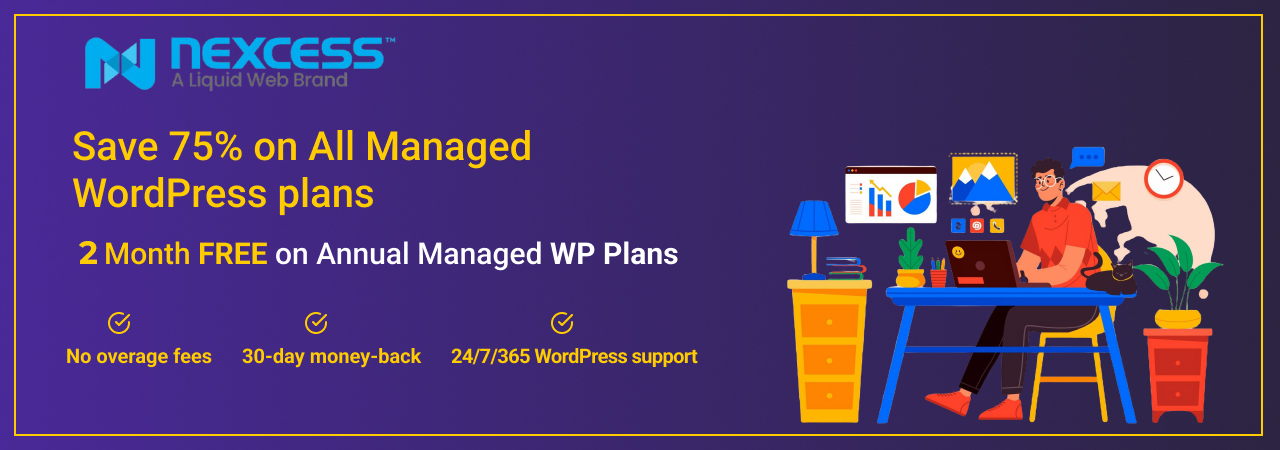 NEXCESS™
A Liquid Web Brand
Save 75% on All Managed
WordPress plans
2 Month FREE on Annual Managed WP Plans
No overage fees
30-day money-back
24/7/365 WordPress support